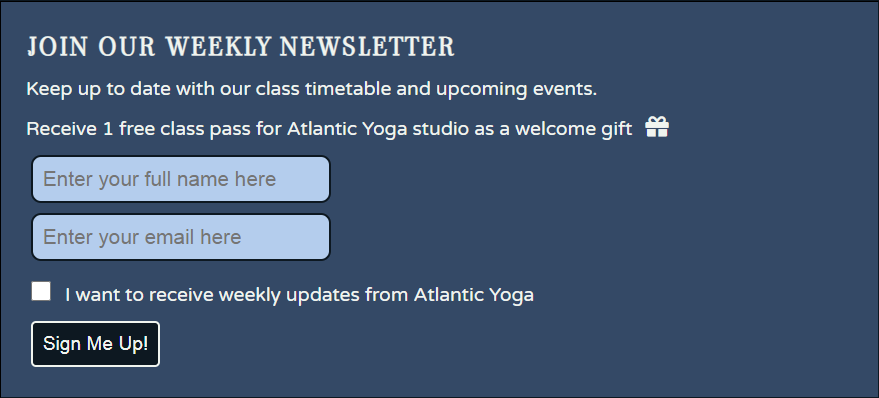 JOIN OUR WEEKLY NEWSLETTER
Keep up to date with our class timetable and upcoming events.
Receive 1 free class pass for Atlantic Yoga studio as a welcome gift
Enter your full name here
Enter your email here
I want to receive weekly updates from Atlantic Yoga
Sign Me Up!